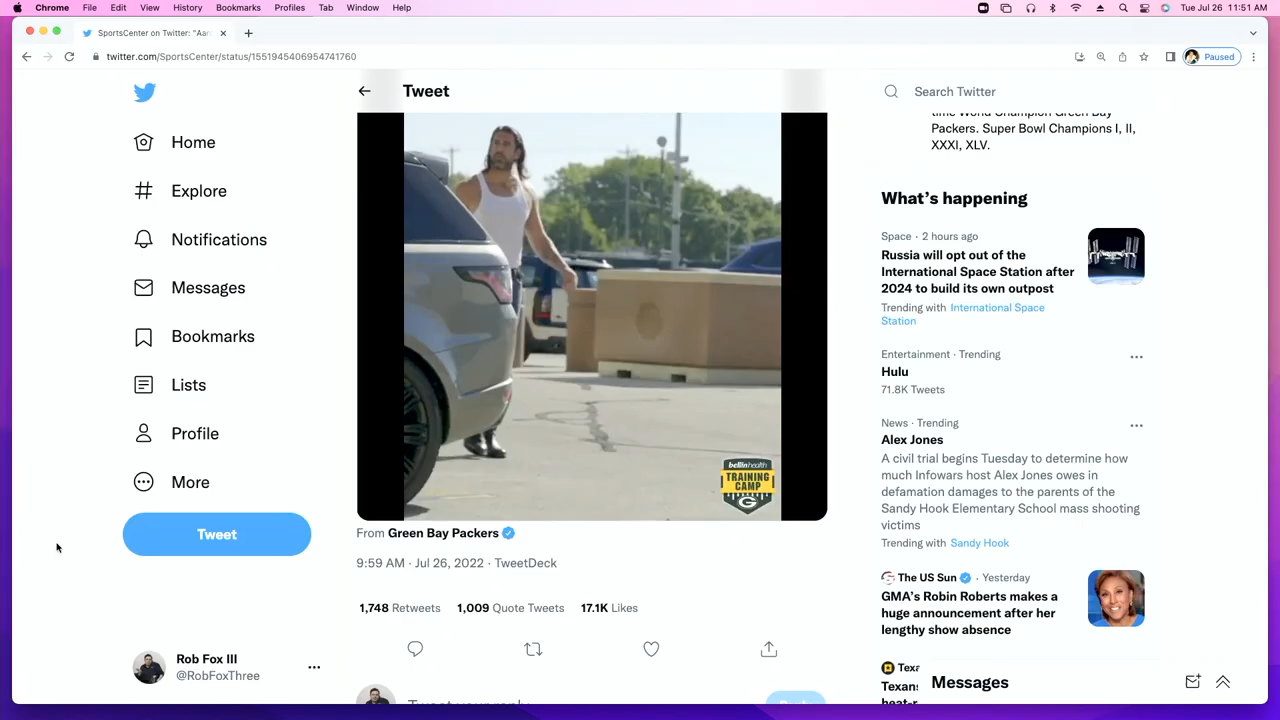 Chrome File Edit View History Bookmarks Profiles Tab Window Help Tue Jul 26 11:51 AM
SportsCenter on Twitter: "Aar
twitter.com/SportsCenter/status/1551945406954741760
Paused
Home
Explore
Notifications
Messages
Bookmarks
Lists
Profile
More
Tweet
Rob Fox III
@RobFoxThree
Tweet
bellinhealth
TRAINING
CAMP
G
From Green Bay Packers
9:59 AM · Jul 26, 2022 · TweetDeck
1,748 Retweets 1,009 Quote Tweets 17.1K Likes
Tweet your reply
Search Twitter
time World Champion Green Bay
Packers. Super Bowl Champions I, II,
XXXI, XLV.
What's happening
Space · 2 hours ago
Russia will opt out of the
International Space Station after
2024 to build its own outpost
Trending with International Space
Station
Entertainment · Trending
Hulu
71.8K Tweets
News · Trending
Alex Jones
A civil trial begins Tuesday to determine how
much Infowars host Alex Jones owes in
defamation damages to the parents of the
Sandy Hook Elementary School mass shooting
victims
Trending with Sandy Hook
The US Sun · Yesterday
GMA's Robin Roberts makes a
huge announcement after her
lengthy show absence
Texans
Messages